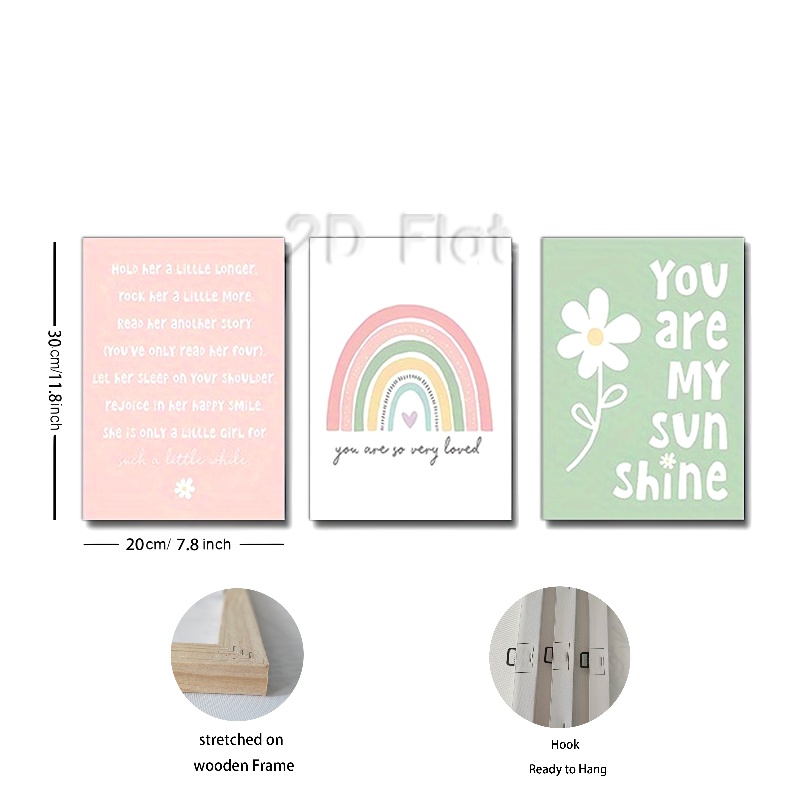 2D Flat
Hold her a little longer,
rock her a little more.
Read her another story
(You've only read her four).
Let her sleep on your shoulder,
rejoice in her happy smile.
She is only a little girl for
such a little while
you are so very loved
You
are
MY
sun
shine
30cm/11.8inch
20cm/ 7.8 inch
stretched on
wooden Frame
Hook
Ready to Hang